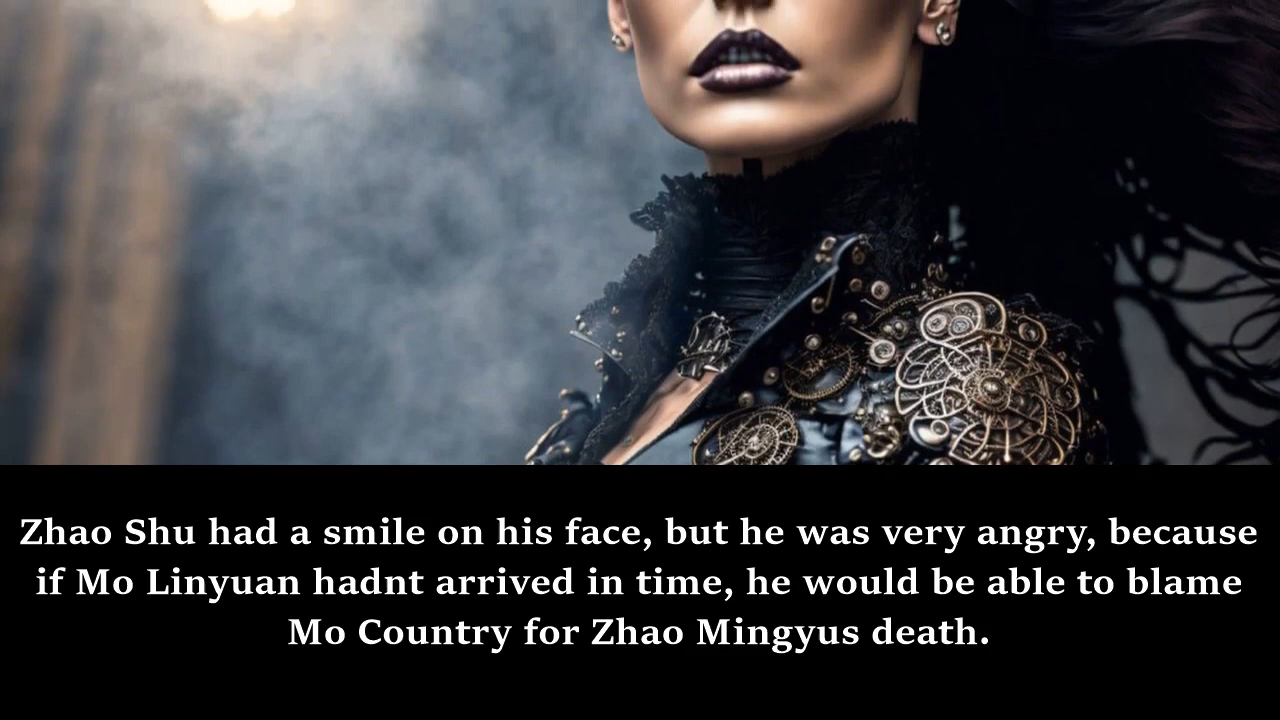 Zhao Shu had a smile on his face, but he was very angry, because
if Mo Linyuan hadnt arrived in time, he would be able to blame
Mo Country for Zhao Mingyus death.